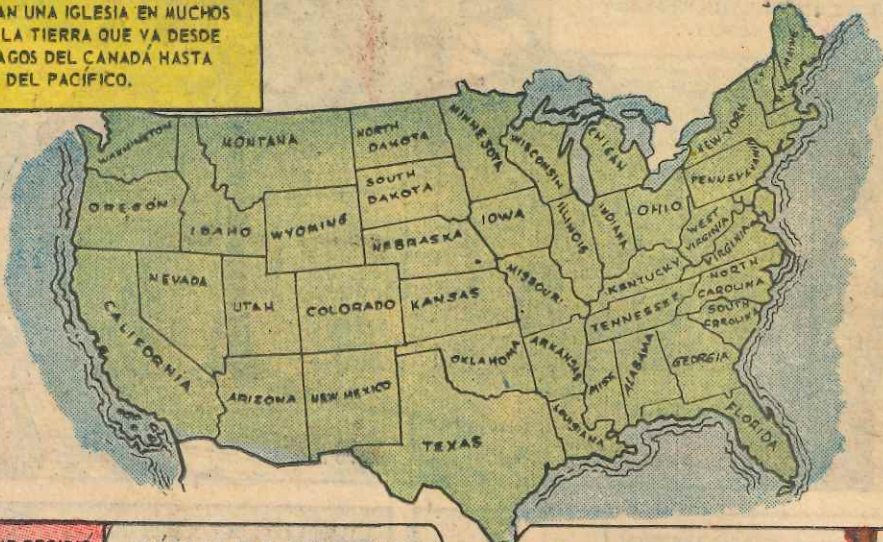 AN UNA IGLESIA EN MUCHOS
LA TIERRA QUE VA DESDE
AGOS DEL CANADÁ HASTA
DEL PACÍFICO.
WASHINGTON
MONTANA
NORTH
DAKOTA
MINNESOTA
WISCONSIN
MICHIGAN
NEW YORK
MAINE
OREGON
IDAHO
WYOMING
SOUTH
DAKOTA
IOWA
ILLINOIS
INDIANA
OHIO
PENNSYLVANIA
NEBRASKA
WEST
VIRGINIA
VIRGINIA
NEVADA
UTAH
COLORADO
KANSAS
MISSOURI
KENTUCKY
NORTH
CAROLINA
CALIFORNIA
TENNESSEE
SOUTH
CAROLINA
ARIZONA
NEW MEXICO
OKLAHOMA
ARKANSAS
MISS
ALABAMA
GEORGIA
TEXAS
LOUISIANA
FLORIDA